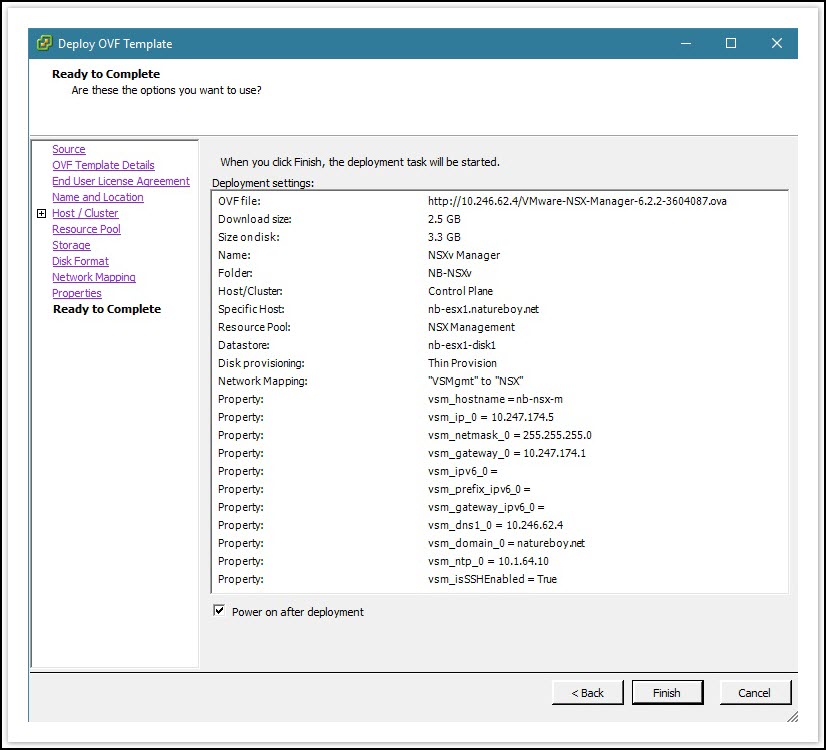 Deploy OVF Template
Ready to Complete
Are these the options you want to use?
Source
OVF Template Details
End User License Agreement
Name and Location
Host / Cluster
Resource Pool
Storage
Disk Format
Network Mapping
Properties
Ready to Complete
When you click Finish, the deployment task will be started.
Deployment settings:
OVF file: http://10.246.62.4/VMware-NSX-Manager-6.2.2-3604087.ova
Download size: 2.5 GB
Size on disk: 3.3 GB
Name: NSXv Manager
Folder: NB-NSXv
Host/Cluster: Control Plane
Specific Host: nb-esx1.natureboy.net
Resource Pool: NSX Management
Datastore: nb-esx1-disk1
Disk provisioning: Thin Provision
Network Mapping: "VSMgmt" to "NSX"
Property: vsm_hostname = nb-nsx-m
Property: vsm_ip_0 = 10.247.174.5
Property: vsm_netmask_0 = 255.255.255.0
Property: vsm_gateway_0 = 10.247.174.1
Property: vsm_ipv6_0 =
Property: vsm_prefix_ipv6_0 =
Property: vsm_gateway_ipv6_0 =
Property: vsm_dns1_0 = 10.246.62.4
Property: vsm_domain_0 = natureboy.net
Property: vsm_ntp_0 = 10.1.64.10
Property: vsm_isSSHEnabled = True
Power on after deployment
< Back Finish Cancel